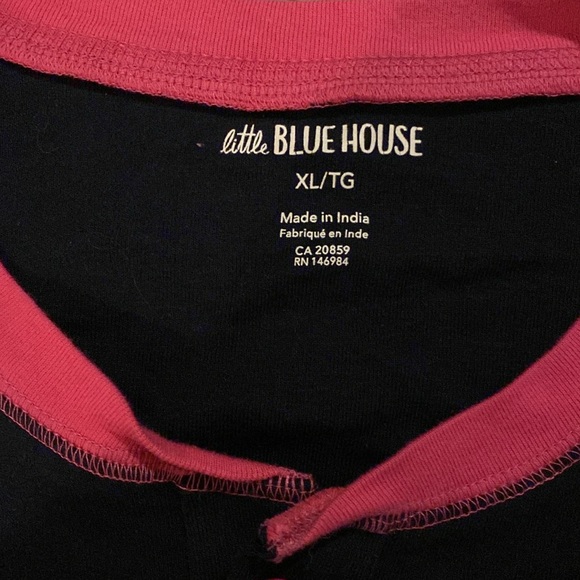 little BLUE HOUSE
XL/TG
Made in India
Fabriqué en Inde
CA 20859
RN 146984